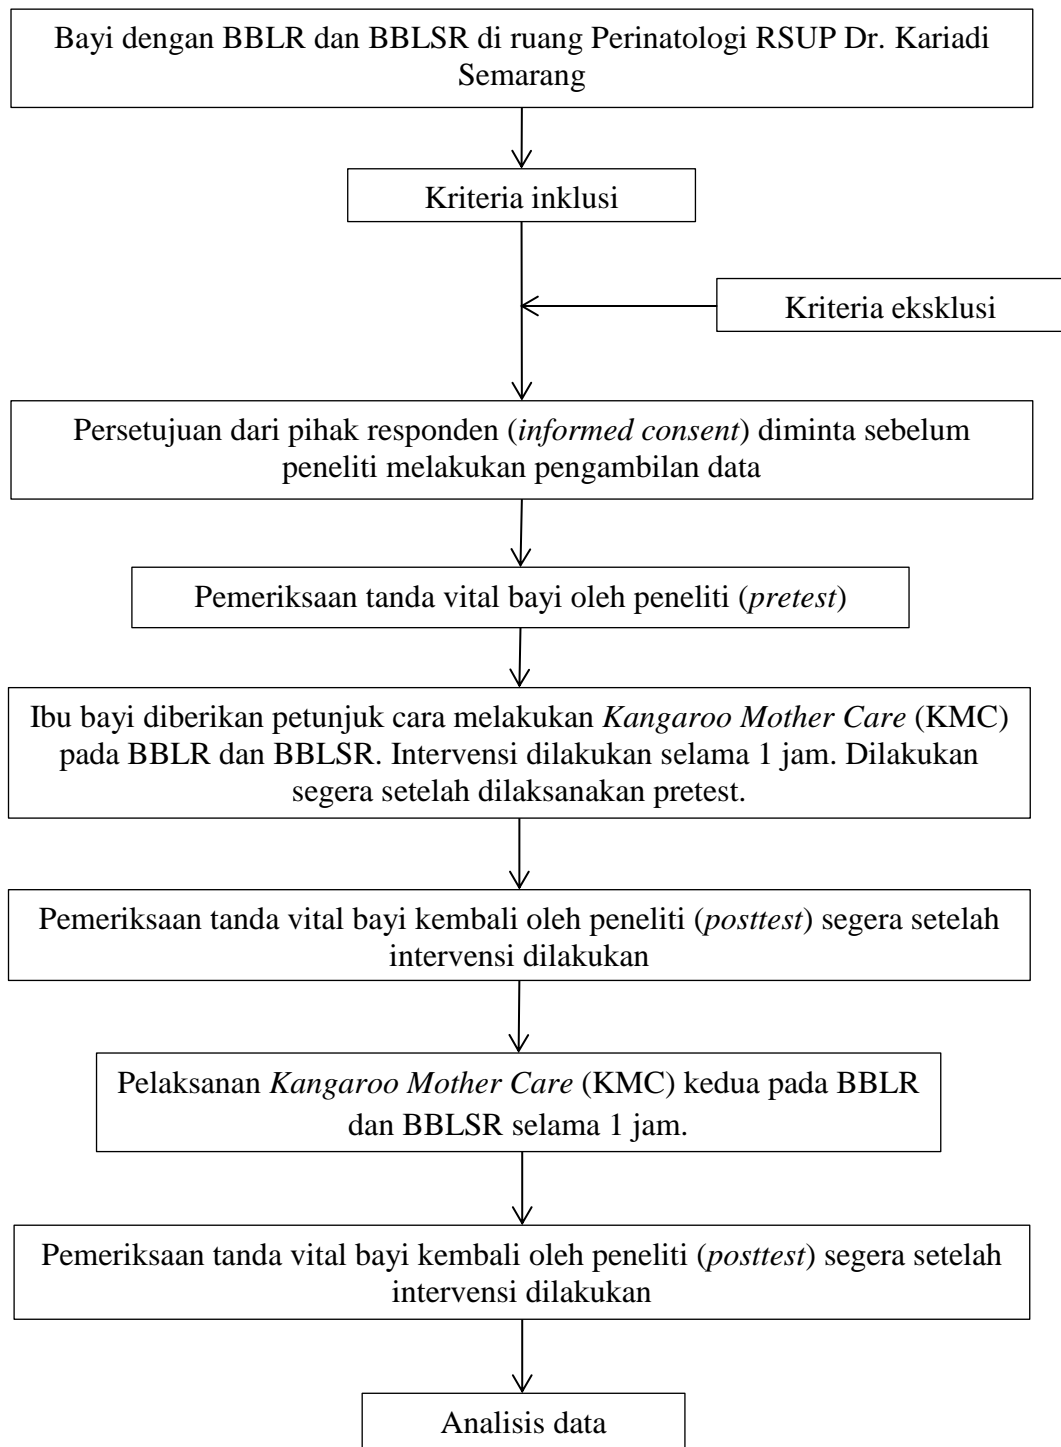 Bayi dengan BBLR dan BBLSR di ruang Perinatologi RSUP Dr. Kariadi
Semarang
Kriteria inklusi
Kriteria eksklusi
Persetujuan dari pihak responden (informed consent) diminta sebelum
peneliti melakukan pengambilan data
Pemeriksaan tanda vital bayi oleh peneliti (pretest)
Ibu bayi diberikan petunjuk cara melakukan Kangaroo Mother Care (KMC)
pada BBLR dan BBLSR. Intervensi dilakukan selama 1 jam. Dilakukan
segera setelah dilaksanakan pretest.
Pemeriksaan tanda vital bayi kembali oleh peneliti (posttest) segera setelah
intervensi dilakukan
Pelaksanan Kangaroo Mother Care (KMC) kedua pada BBLR
dan BBLSR selama 1 jam.
Pemeriksaan tanda vital bayi kembali oleh peneliti (posttest) segera setelah
intervensi dilakukan
Analisis data